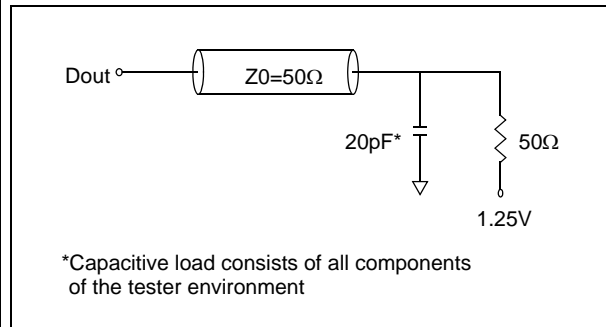 Dout
Z0=50Ω
20pF*
50Ω
1.25V
*Capacitive load consists of all components
of the tester environment